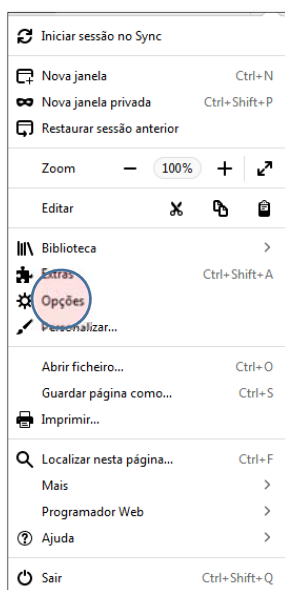 Iniciar sessão no Sync
Nova janela Ctrl+N
Nova janela privada Ctrl+Shift+P
Restaurar sessão anterior
Zoom 100%
Editar
Biblioteca
Extras Ctrl+Shift+A
Opções
Personalizar...
Abrir ficheiro... Ctrl+O
Guardar página como... Ctrl+S
Imprimir...
Localizar nesta página... Ctrl+F
Mais
Programador Web
Ajuda
Sair Ctrl+Shift+Q